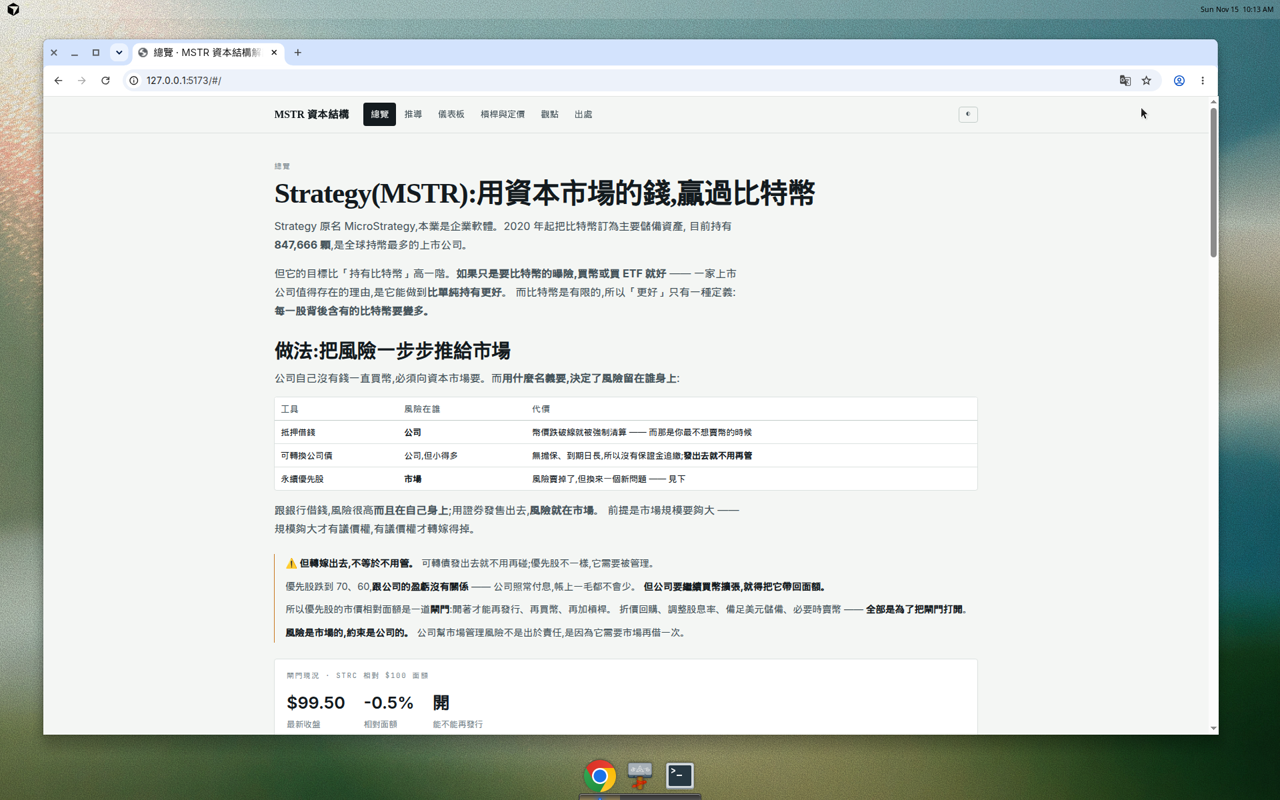 Sun Nov 15 10:13 AM
總覽 · MSTR 資本結構解
127.0.0.1:5173/#/
MSTR 資本結構
總覽
推導
儀表板
槓桿與定價
觀點
出處
總覽
Strategy(MSTR):用資本市場的錢,贏過比特幣
Strategy 原名 MicroStrategy,本業是企業軟體。2020 年起把比特幣訂為主要儲備資產, 目前持有
847,666 顆,是全球持幣最多的上市公司。
但它的目標比「持有比特幣」高一階。如果只是要比特幣的曝險,買幣或買 ETF 就好 —— 一家上市
公司值得存在的理由,是它能做到比單純持有更好。 而比特幣是有限的,所以「更好」只有一種定義:
每一股背後含有的比特幣要變多。
做法:把風險一步步推給市場
公司自己沒有錢一直買幣,必須向資本市場要。而用什麼名義要,決定了風險留在誰身上:
工具 風險在誰 代價
抵押借錢 公司 幣價跌破線就被強制清算 —— 而那是你最不想賣幣的時候
可轉換公司債 公司,但小得多 無擔保、到期日長,所以沒有保證金追繳;發出去就不用再管
永續優先股 市場 風險賣掉了,但換來一個新問題 —— 見下
跟銀行借錢,風險很高而且在自己身上;用證券發售出去,風險就在市場。 前提是市場規模要夠大 ——
規模夠大才有議價權,有議價權才轉嫁得掉。
⚠️ 但轉嫁出去,不等於不用管。 可轉債發出去就不用再碰;優先股不一樣,它需要被管理。
優先股跌到 70、60,跟公司的盈虧沒有關係 —— 公司照常付息,帳上一毛都不會少。 但公司要繼續買幣擴張,就得把它帶回面額。
所以優先股的市價相對面額是一道閘門:開著才能再發行、再買幣、再加槓桿。 折價回購、調整股息率、備足美元儲備、必要時賣幣 —— 全部是為了把閘門打開。
風險是市場的,約束是公司的。 公司幫市場管理風險不是出於責任,是因為它需要市場再借一次。
閘門現況 · STRC 相對 $100 面額
$99.50 -0.5% 開
最新收盤 相對面額 能不能再發行